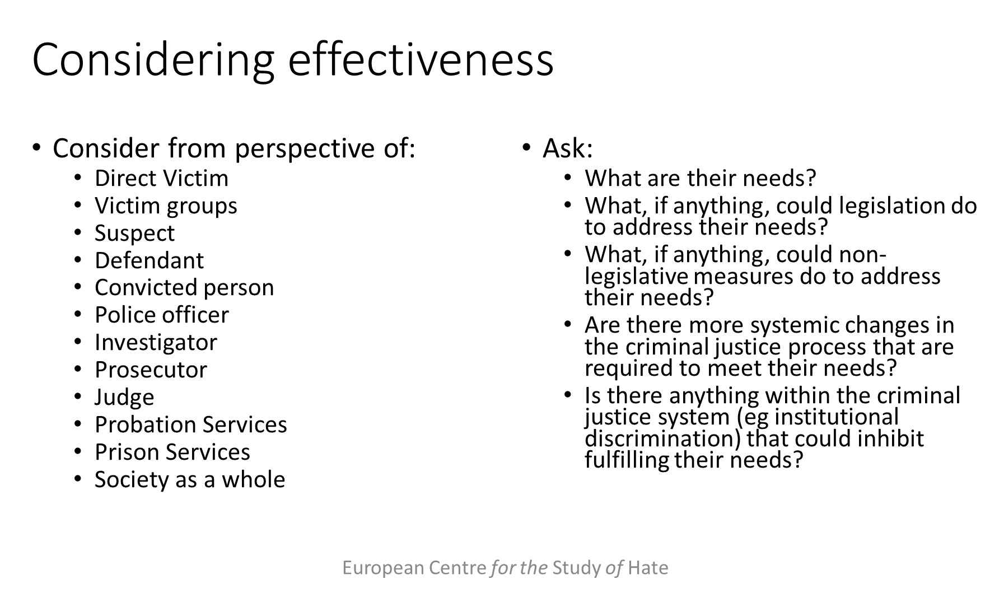 Considering effectiveness
• Consider from perspective of:
• Direct Victim
• Victim groups
• Suspect
• Defendant
• Convicted person
• Police officer
• Investigator
• Prosecutor
• Judge
• Probation Services
• Prison Services
• Society as a whole
• Ask:
• What are their needs?
• What, if anything, could legislation do
to address their needs?
• What, if anything, could non-
legislative measures do to address
their needs?
• Are there more systemic changes in
the criminal justice process that are
required to meet their needs?
• Is there anything within the criminal
justice system (eg institutional
discrimination) that could inhibit
fulfilling their needs?
European Centre for the Study of Hate